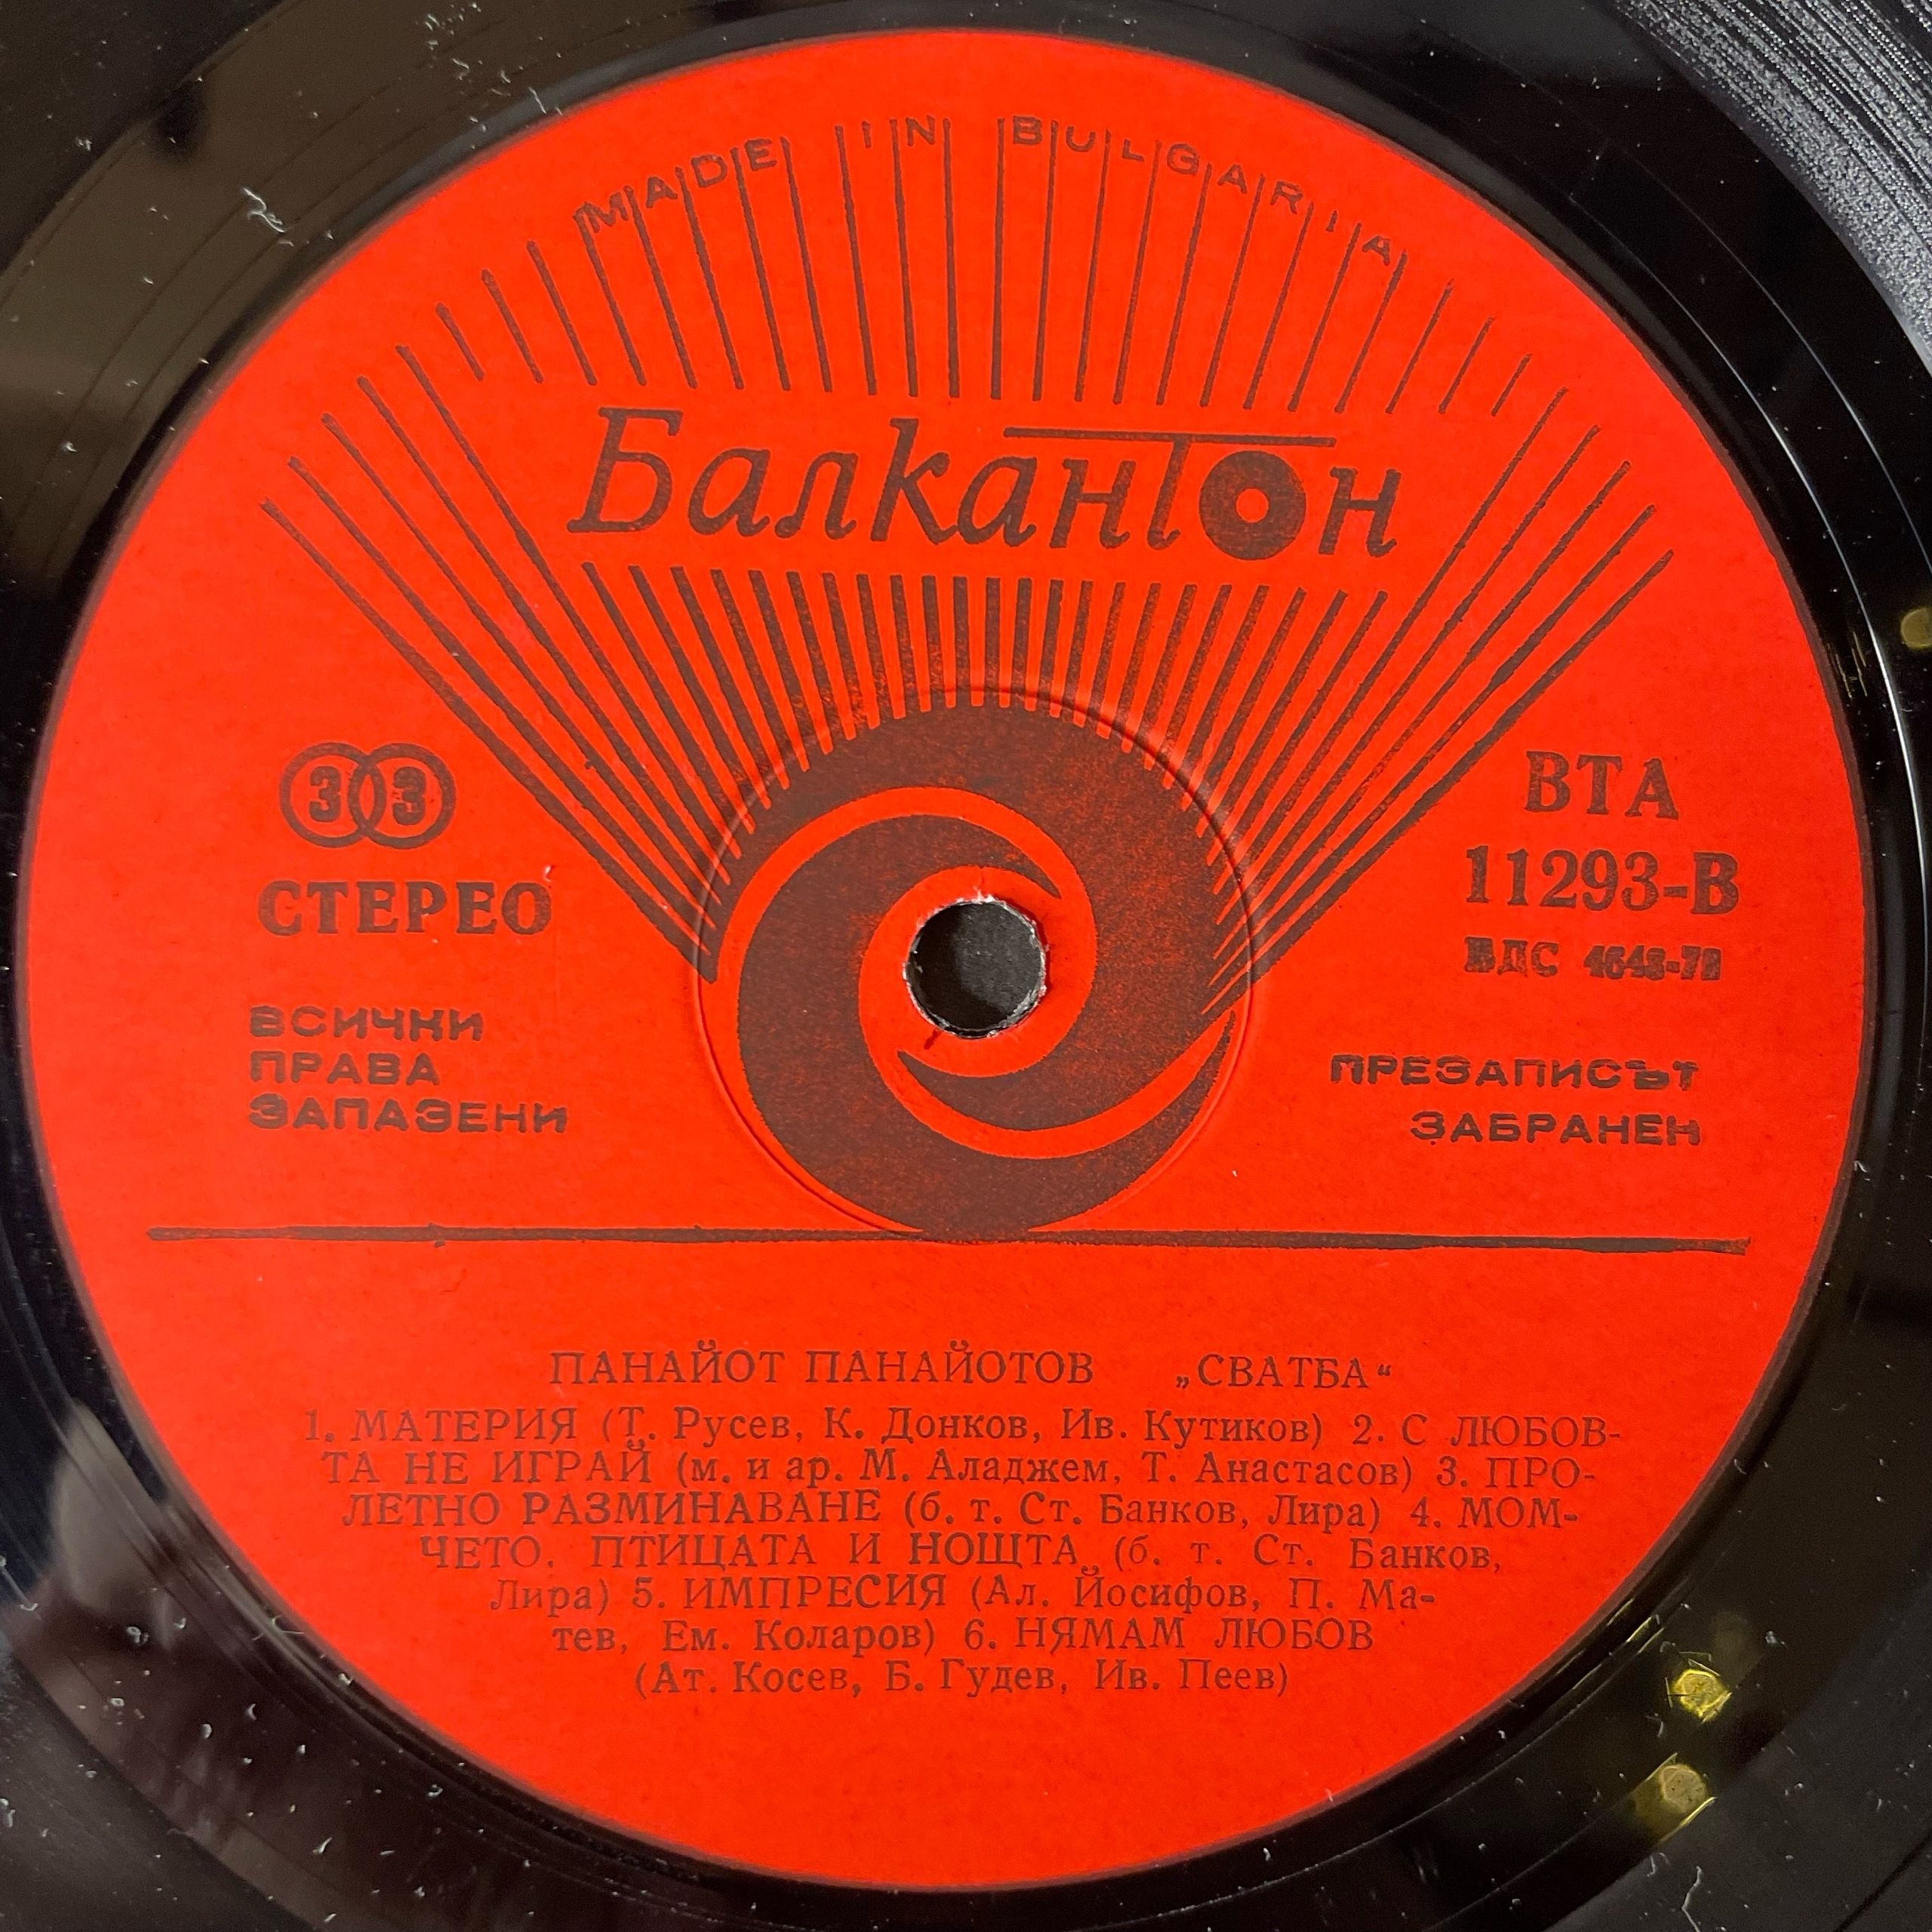 MADE IN BULGARIA
Балкантон
33
СТЕРЕО
ВСИЧКИ
ПРАВА
ЗАПАЗЕНИ
ВТА
11293-В
ПРЕЗАПИСЪТ
ЗАБРАНЕН
ПАНАЙОТ ПАНАЙОТОВ „СВАТБА“
1. МАТЕРИЯ (Т. Русев, К. Донков, Ив. Кутиков) 2. С ЛЮБОВ-
ТА НЕ ИГРАЙ (м. и ар. М. Аладжем, Т. Анастасов) 3. ПРО-
ЛЕТНО РАЗМИНАВАНЕ (б. т. Ст. Банков, Лира) 4. МОМ-
ЧЕТО, ПТИЦАТА И НОЩТА (б. т. Ст. Банков,
Лира) 5. ИМПРЕСИЯ (Ал. Йосифов, П. Ма-
тев, Ем. Коларов) 6. НЯМАМ ЛЮБОВ
(Ат. Косев, Б. Гудев, Ив. Пеев)